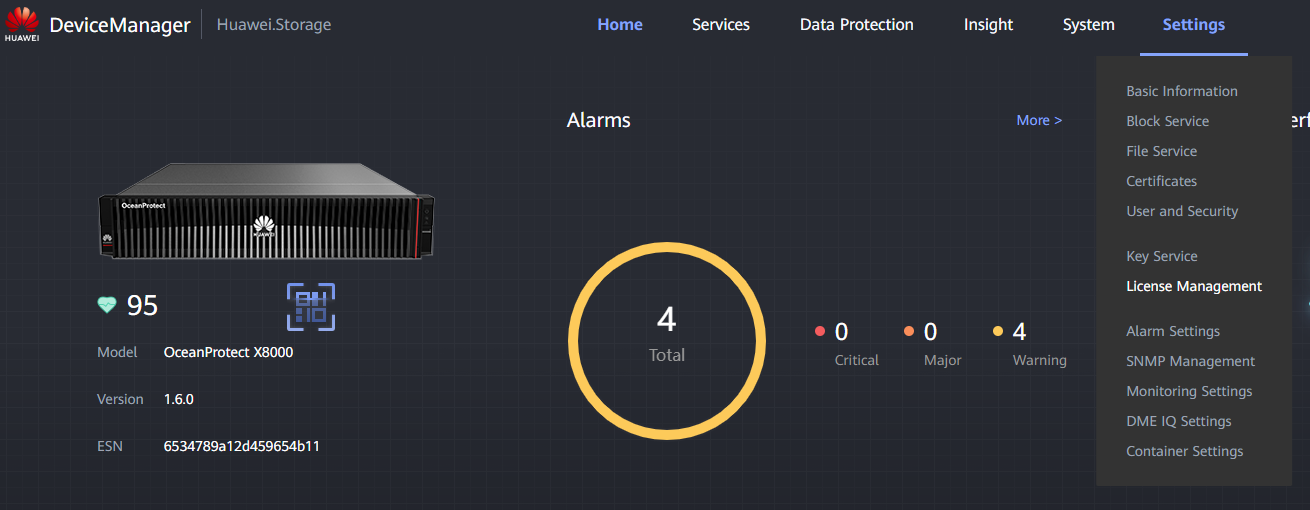 HUAWEI
DeviceManager
Huawei.Storage
Home
Services
Data Protection
Insight
System
Settings
Basic Information
Block Service
File Service
Certificates
User and Security
Key Service
License Management
Alarm Settings
SNMP Management
Monitoring Settings
DME IQ Settings
Container Settings
OceanProtect
HUAWEI
95
Model OceanProtect X8000
Version 1.6.0
ESN 6534789a12d459654b11
Alarms
More >
4
Total
0
Critical
0
Major
4
Warning